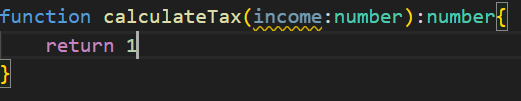 function calculateTax(income:number):number{
    return 1
}